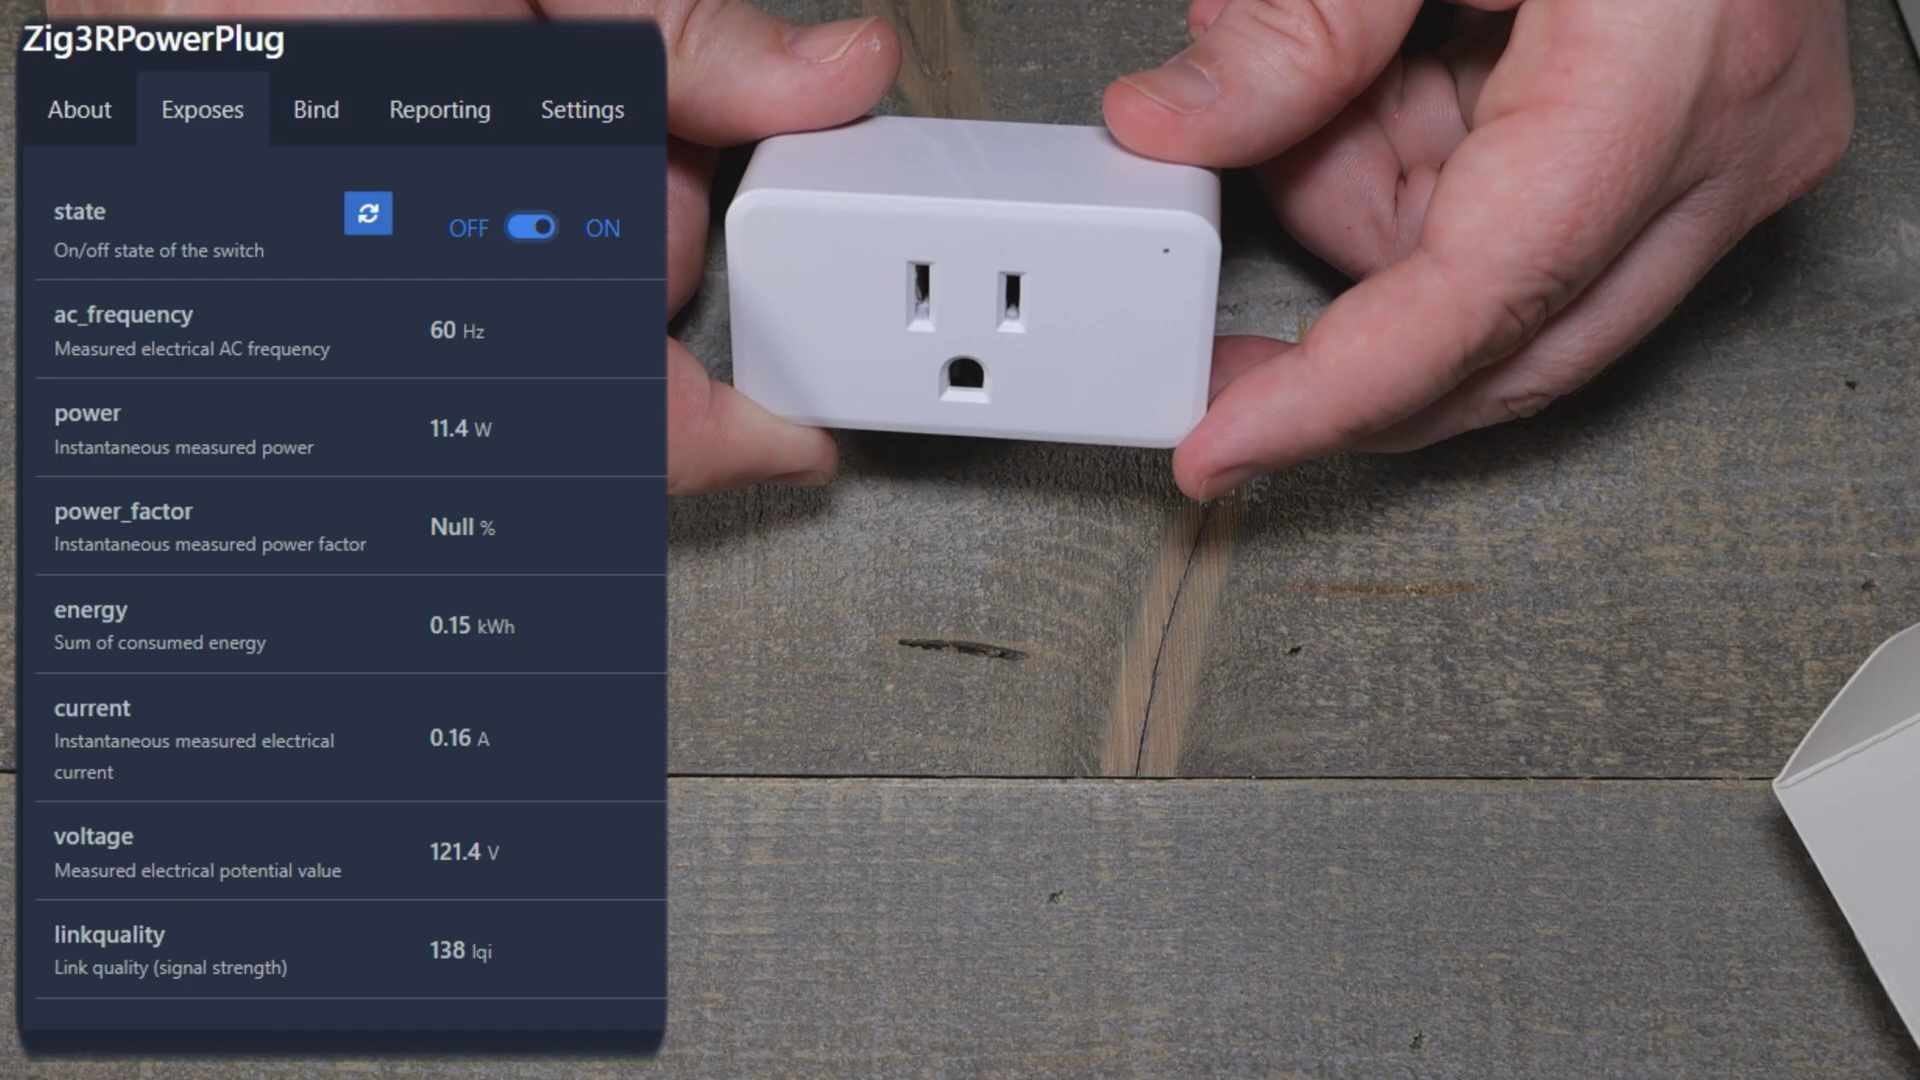 Zig3RPowerPlug
About Exposes Bind Reporting Settings
state
On/off state of the switch
OFF ON
ac_frequency
Measured electrical AC frequency
60 Hz
power
Instantaneous measured power
11.4 W
power_factor
Instantaneous measured power factor
Null %
energy
Sum of consumed energy
0.15 kWh
current
Instantaneous measured electrical
current
0.16 A
voltage
Measured electrical potential value
121.4 V
linkquality
Link quality (signal strength)
138 lqi